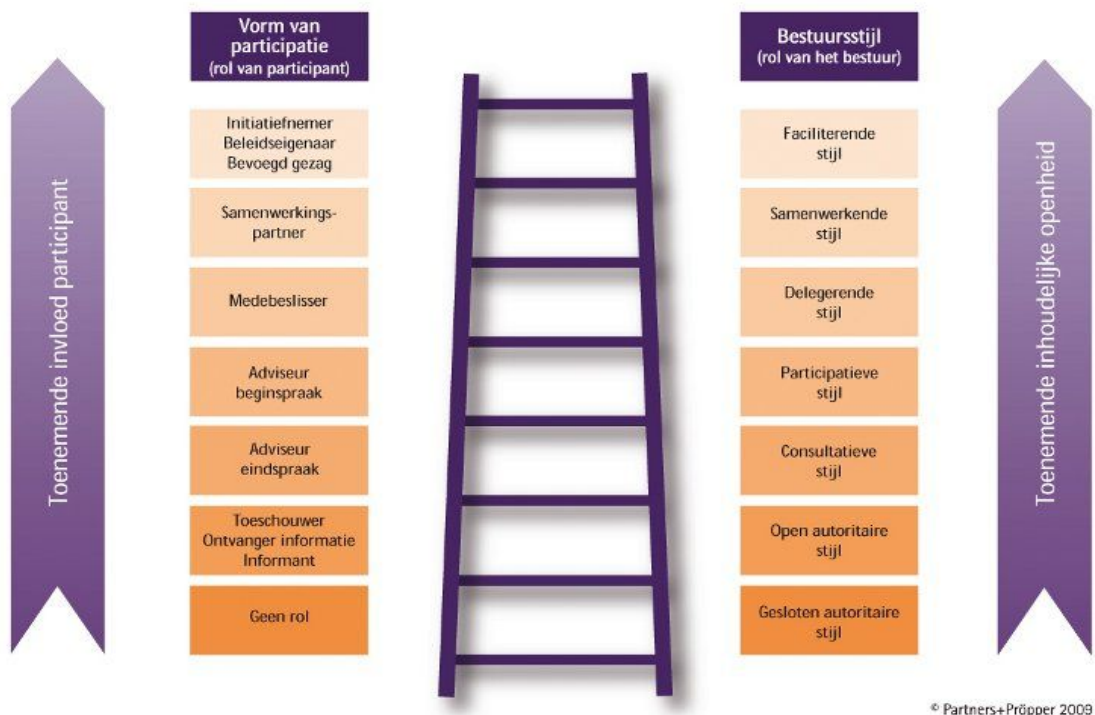 Vorm van
participatie
(rol van participant)
Bestuursstijl
(rol van het bestuur)
Toenemende invloed participant
Initiatiefnemer
Beleidseigenaar
Bevoegd gezag
Faciliterende
stijl
Samenwerkings-
partner
Samenwerkende
stijl
Medebeslisser
Delegerende
stijl
Adviseur
beginspraak
Participatieve
stijl
Adviseur
eindspraak
Consultatieve
stijl
Toeschouwer
Ontvanger informatie
Informant
Open autoritaire
stijl
Geen rol
Gesloten autoritaire
stijl
Toenemende inhoudelijke openheid
© Partners+Pröpper 2009